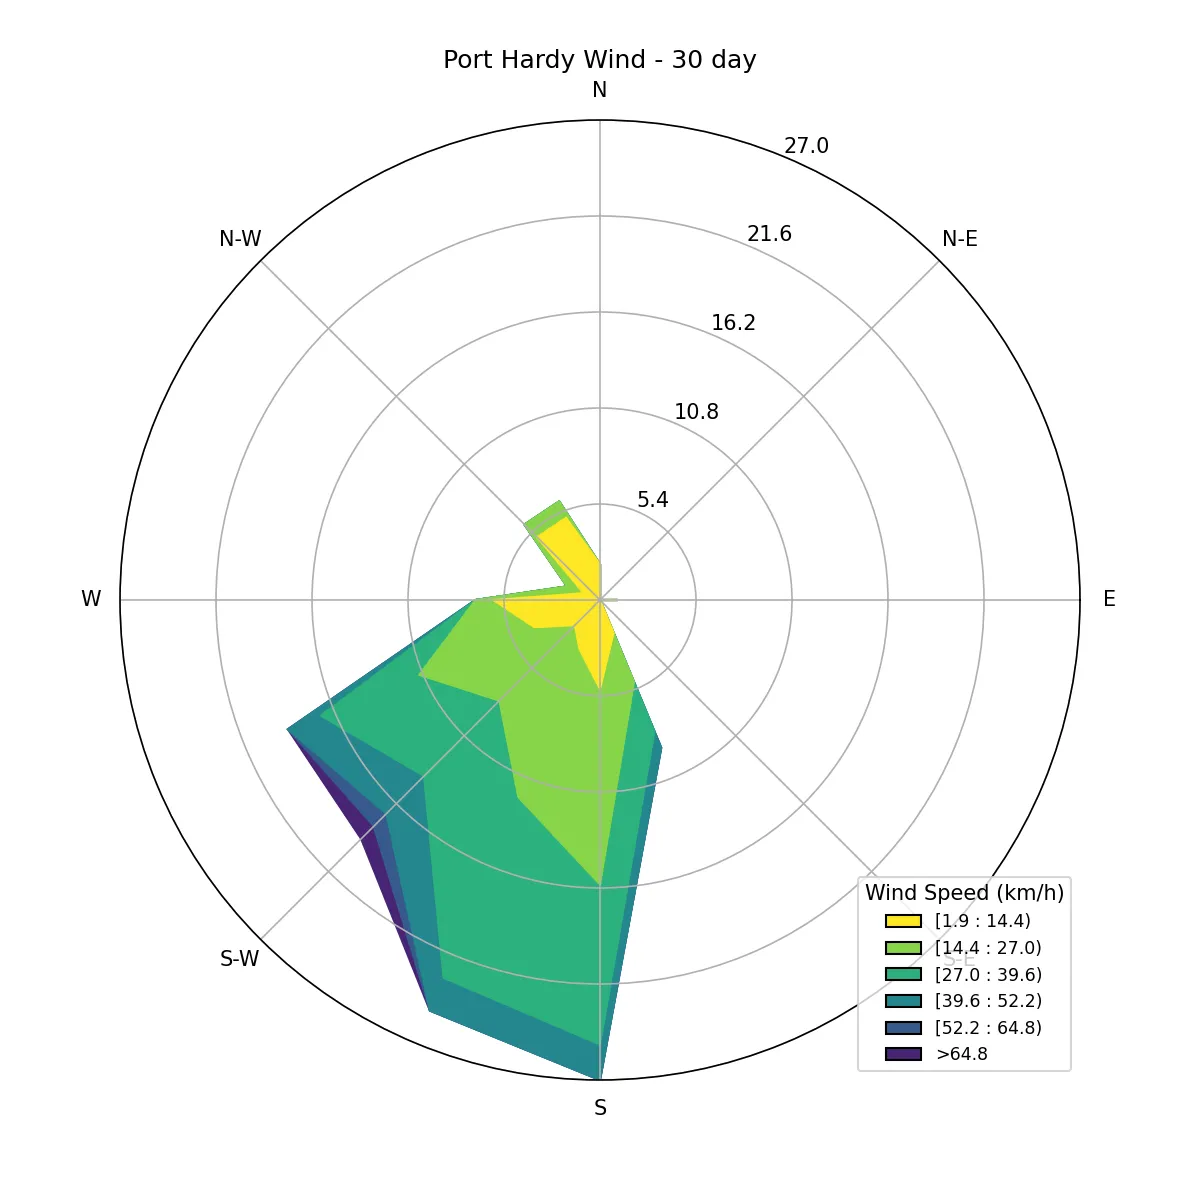 Port Hardy Wind - 30 day
N
27.0
N-W
N-E
21.6
16.2
10.8
5.4
W
E
S-W
S-E
S
Wind Speed (km/h)
[1.9 : 14.4)
[14.4 : 27.0)
[27.0 : 39.6)
[39.6 : 52.2)
[52.2 : 64.8)
>64.8